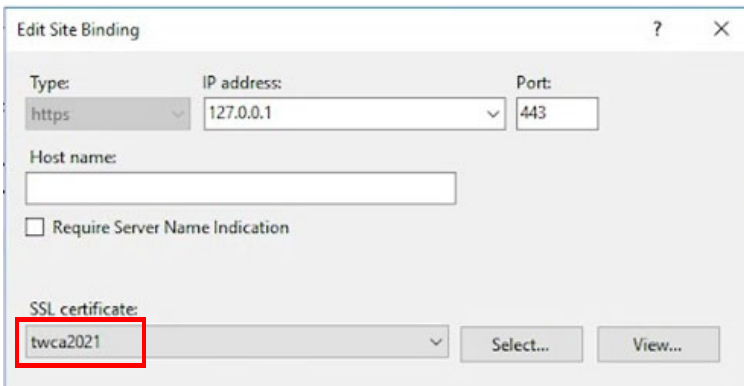 Edit Site Binding ? ×
Type: IP address: Port:
https 127.0.0.1 443
Host name:
Require Server Name Indication
SSL certificate:
twca2021 Select... View...